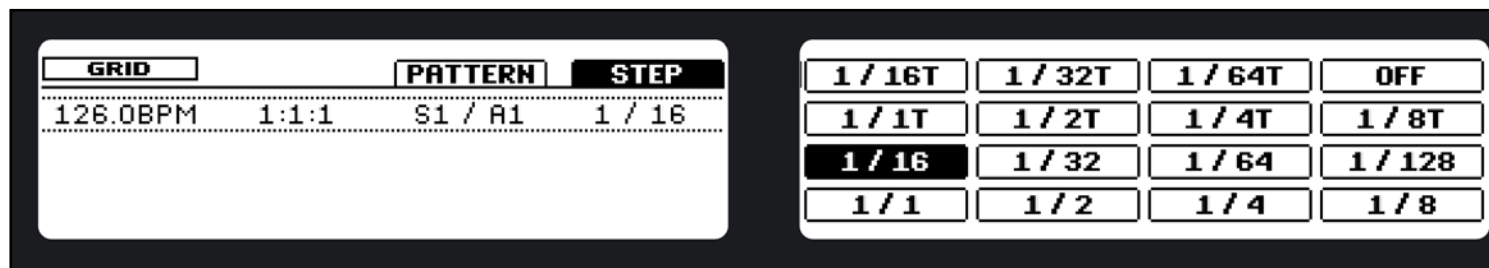 GRID PATTERN STEP
126.0BPM 1:1:1 S1 / A1 1 / 16
1 / 16T 1 / 32T 1 / 64T OFF
1 / 1T 1 / 2T 1 / 4T 1 / 8T
1 / 16 1 / 32 1 / 64 1 / 128
1 / 1 1 / 2 1 / 4 1 / 8